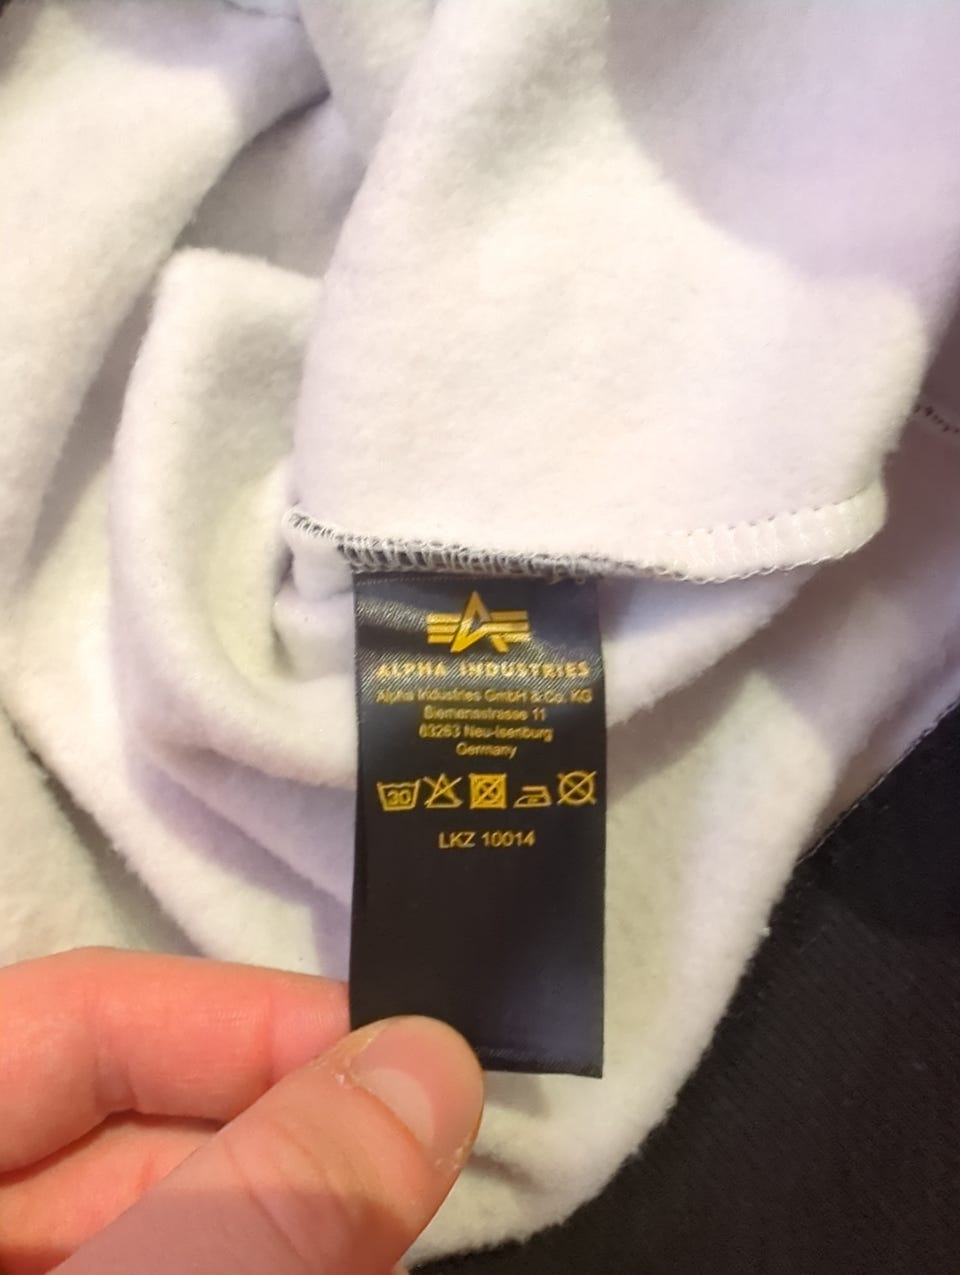 ALPHA INDUSTRIES
Alpha Industries GmbH & Co. KG
Siemensstrasse 11
63263 Neu-Isenburg
Germany
30
LKZ 10014